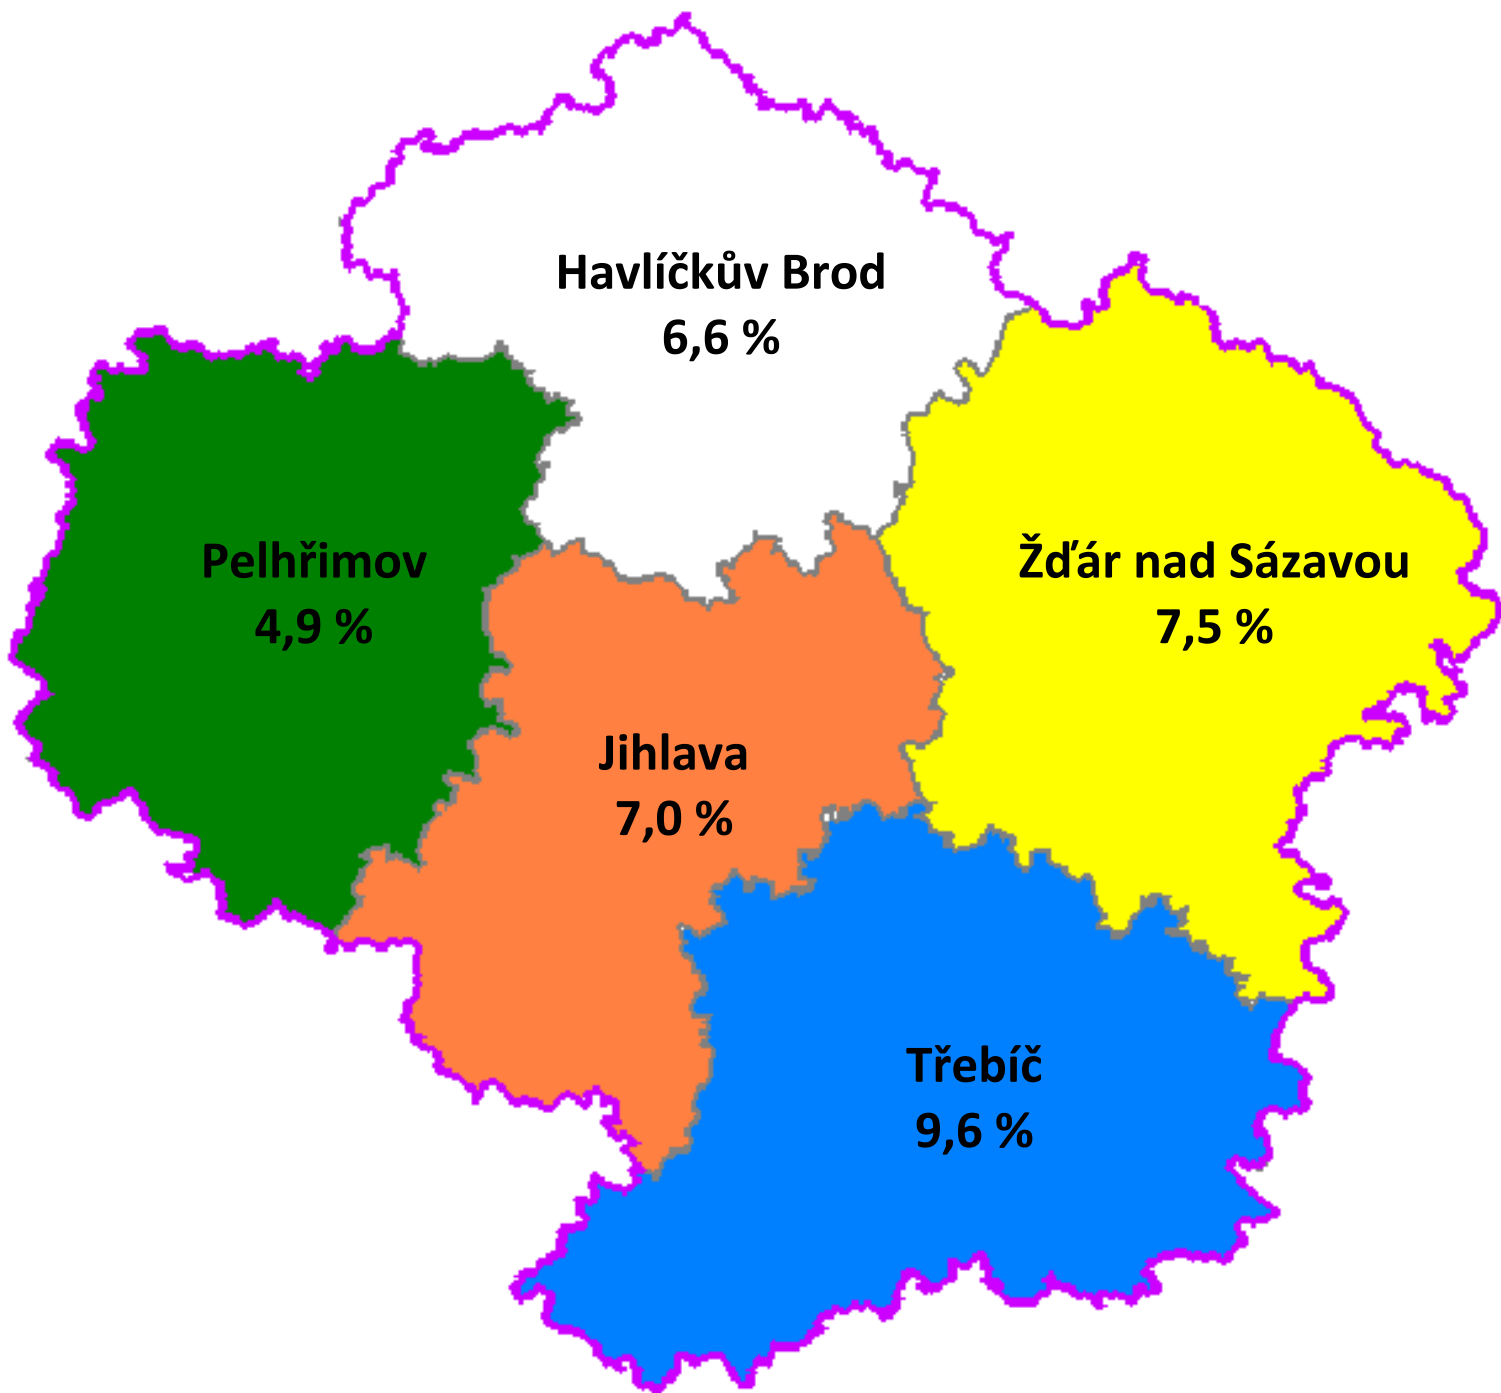 Havlíčkův Brod
6,6 %
Pelhřimov
4,9 %
Žďár nad Sázavou
7,5 %
Jihlava
7,0 %
Třebíč
9,6 %